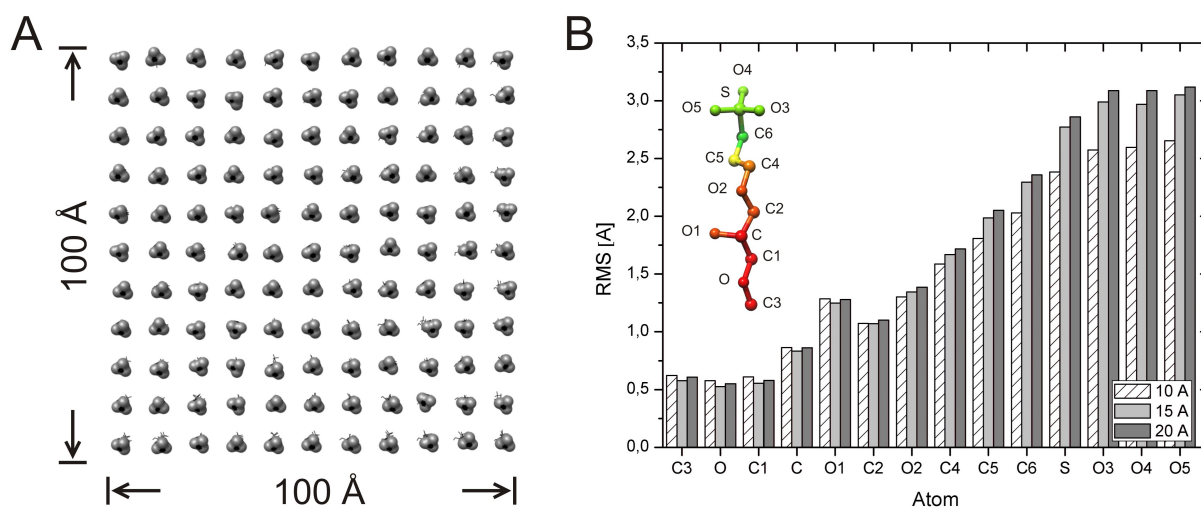 A
100 Å
100 Å
B
RMS [A]
3,5
3,0
2,5
2,0
1,5
1,0
0,5
0,0
O4
S
O5
O3
C6
C5
C4
O2
C2
O1
C
C1
O
C3
10 A
15 A
20 A
C3 O C1 C O1 C2 O2 C4 C5 C6 S O3 O4 O5
Atom